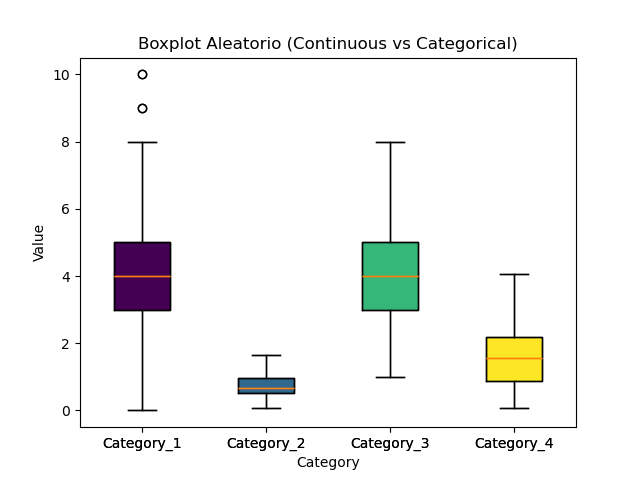 Boxplot Aleatorio (Continuous vs Categorical)
10
8
6
4
2
0
Value
Category_1 Category_2 Category_3 Category_4
Category